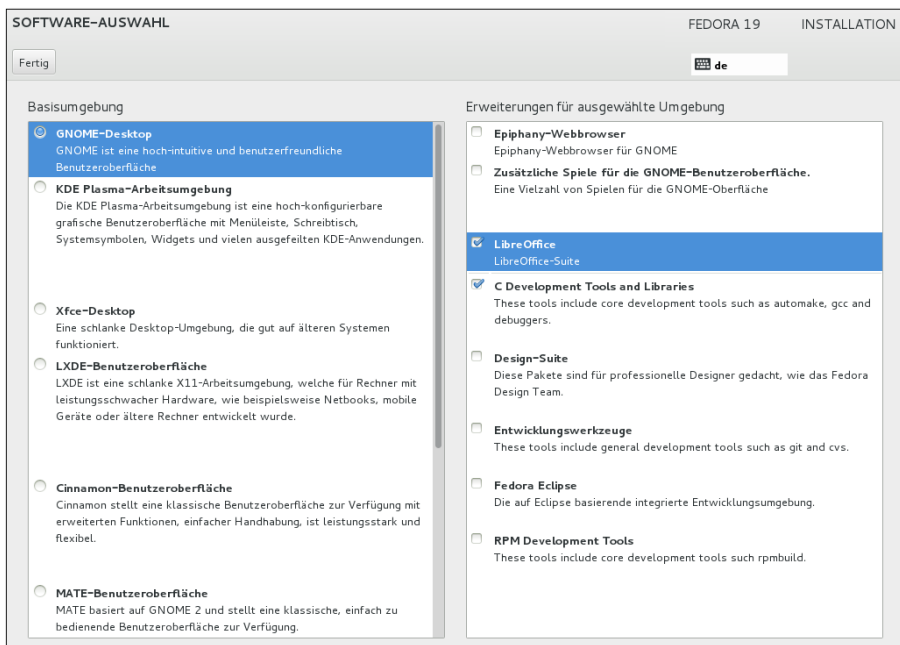 SOFTWARE-AUSWAHL
FEDORA 19 INSTALLATION
Fertig
de
Basisumgebung
GNOME-Desktop
GNOME ist eine hoch-intuitive und benutzerfreundliche
Benutzeroberfläche
KDE Plasma-Arbeitsumgebung
Die KDE Plasma-Arbeitsumgebung ist eine hoch-konfigurierbare
grafische Benutzeroberfläche mit Menüleiste, Schreibtisch,
Systemsymbolen, Widgets und vielen ausgefeilten KDE-Anwendungen.
Xfce-Desktop
Eine schlanke Desktop-Umgebung, die gut auf älteren Systemen
funktioniert.
LXDE-Benutzeroberfläche
LXDE ist eine schlanke X11-Arbeitsumgebung, welche für Rechner mit
leistungsschwacher Hardware, wie beispielsweise Netbooks, mobile
Geräte oder ältere Rechner entwickelt wurde.
Cinnamon-Benutzeroberfläche
Cinnamon stellt eine klassische Benutzeroberfläche zur Verfügung mit
erweiterten Funktionen, einfacher Handhabung, ist leistungsstark und
flexibel.
MATE-Benutzeroberfläche
MATE basiert auf GNOME 2 und stellt eine klassische, einfach zu
bedienende Benutzeroberfläche zur Verfügung.
Erweiterungen für ausgewählte Umgebung
Epiphany-Webbrowser
Epiphany-Webbrowser für GNOME
Zusätzliche Spiele für die GNOME-Benutzeroberfläche.
Eine Vielzahl von Spielen für die GNOME-Oberfläche
LibreOffice
LibreOffice-Suite
C Development Tools and Libraries
These tools include core development tools such as automake, gcc and
debuggers.
Design-Suite
Diese Pakete sind für professionelle Designer gedacht, wie das Fedora
Design Team.
Entwicklungswerkzeuge
These tools include general development tools such as git and cvs.
Fedora Eclipse
Die auf Eclipse basierende integrierte Entwicklungsumgebung.
RPM Development Tools
These tools include core development tools such rpmbuild.